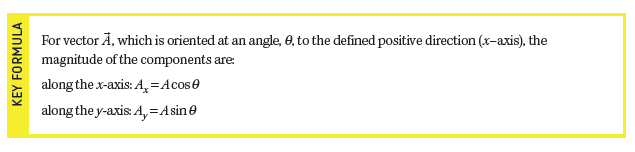 KEY FORMULA
For vector A⃗, which is oriented at an angle, θ, to the defined positive direction (x–axis), the
magnitude of the components are:
along the x-axis: Aₓ = A cos θ
along the y-axis: A_y = A sin θ